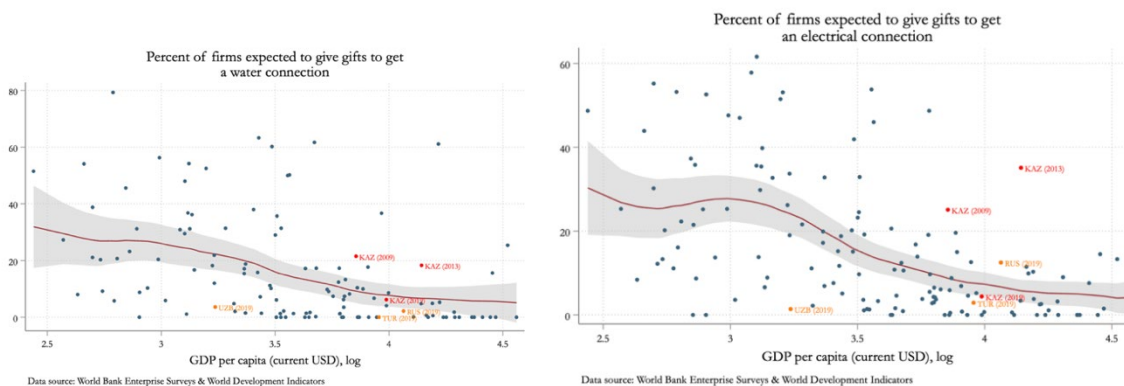 Percent of firms expected to give gifts to get
a water connection
80
60
40
20
0
KAZ (2009)
KAZ (2013)
KAZ (2019)
UZB (2019)
RUS (2019)
TUR (2019)
2.5
3
3.5
4
4.5
GDP per capita (current USD), log
Data source: World Bank Enterprise Surveys & World Development Indicators
Percent of firms expected to give gifts to get
an electrical connection
60
40
20
0
KAZ (2013)
KAZ (2009)
RUS (2019)
KAZ (2019)
TUR (2019)
UZB (2019)
2.5
3
3.5
4
4.5
GDP per capita (current USD), log
Data source: World Bank Enterprise Surveys & World Development Indicators